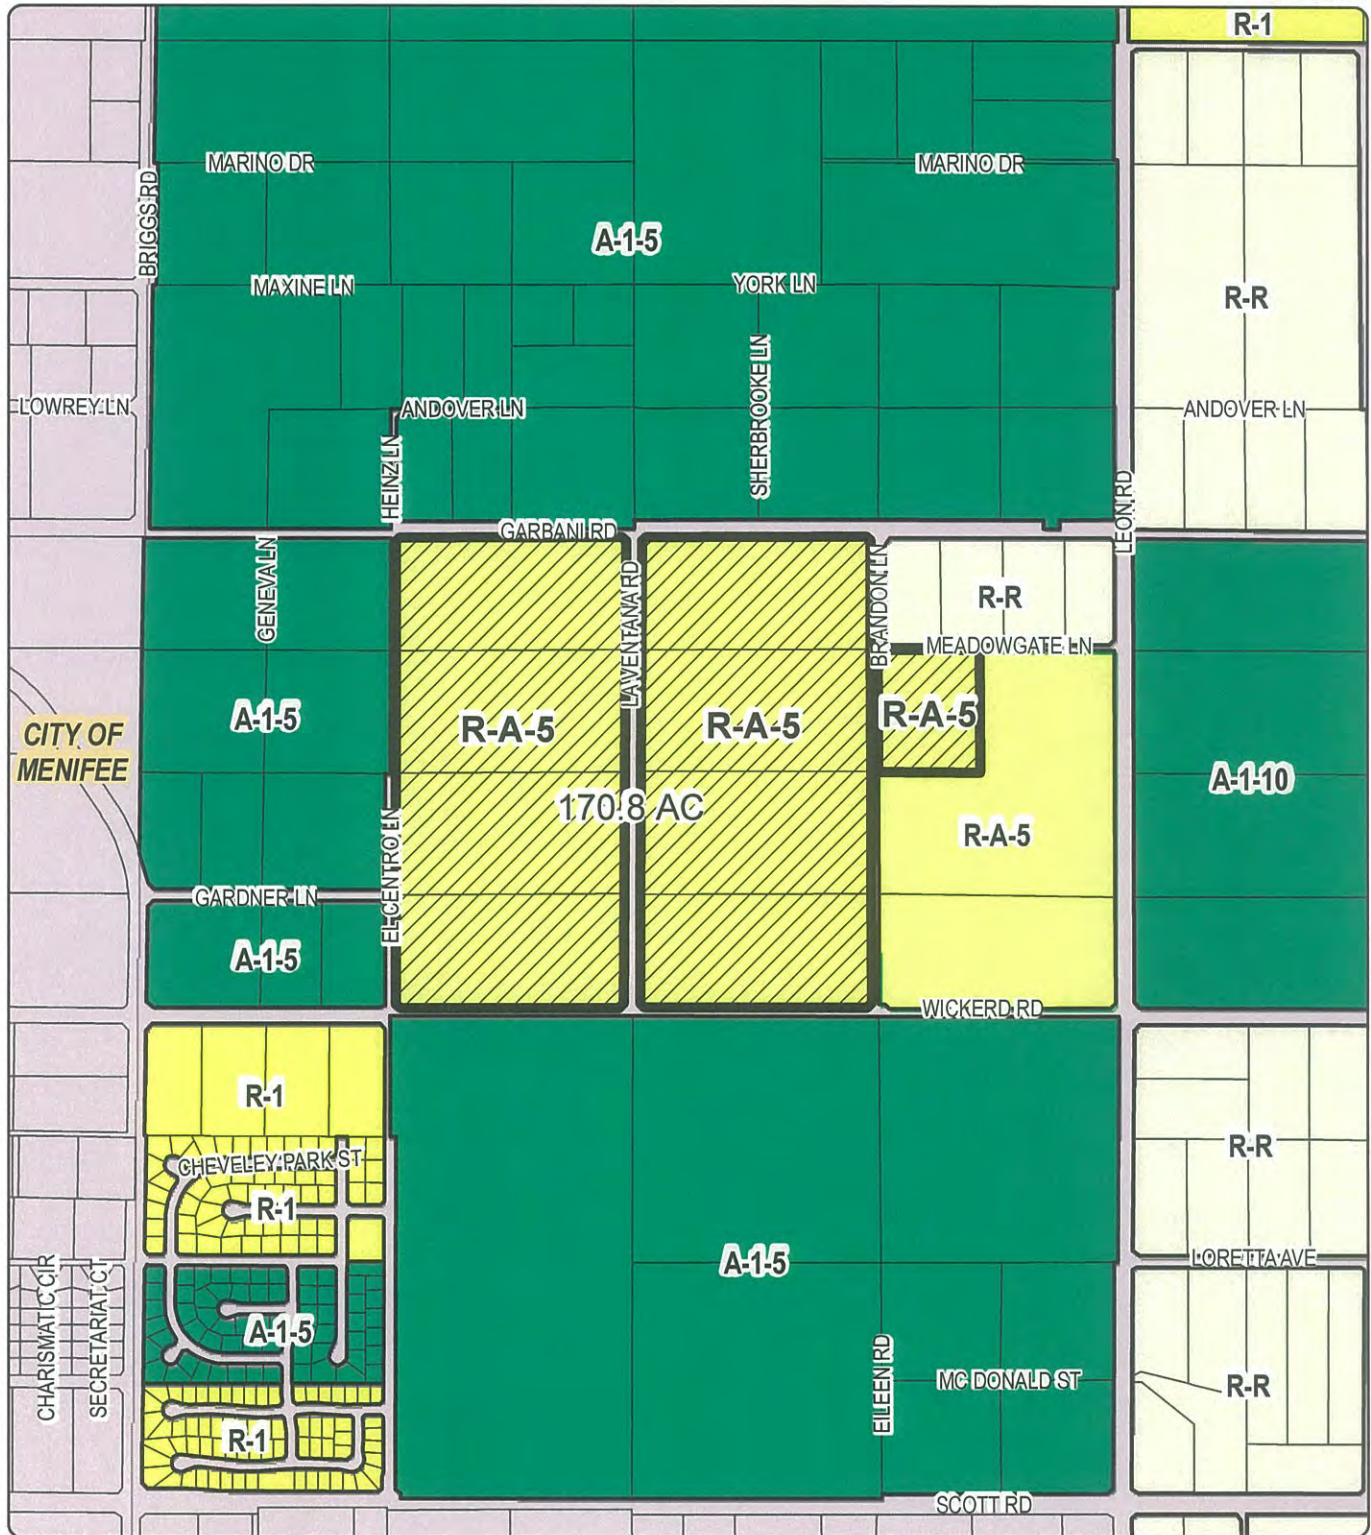 R-1
MARINO DR
MARINO DR
BRIGGS RD
A-1-5
MAXINE LN
YORK LN
R-R
SHERBROOKE LN
LOWREY LN
ANDOVER LN
ANDOVER LN
HEINZ LN
LEON RD
GARBANI RD
GENEVA LN
LA VENTANA RD
BRANDON LN
R-R
MEADOWGATE LN
A-1-5
R-A-5
R-A-5
R-A-5
CITY OF
MENIFEE
A-1-10
170.8 AC
R-A-5
EL CENTRO LN
GARDNER LN
A-1-5
WICKERD RD
R-1
CHEVELEY PARK ST
R-R
R-1
A-1-5
LORETTA AVE
CHARISMATIC CIR
SECRETARIAT CT
A-1-5
EILEEN RD
MC DONALD ST
R-R
R-1
SCOTT RD